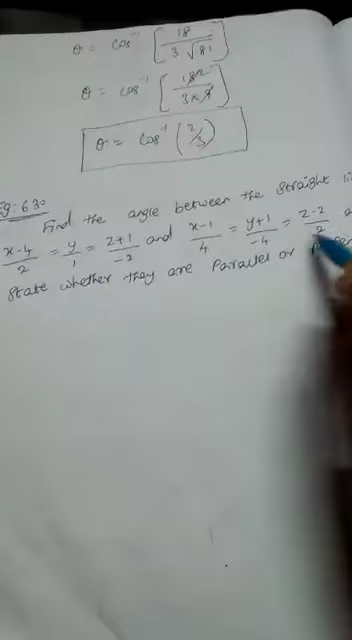 θ = cos⁻¹ [ 18 / 3 √81 ]
θ = cos⁻¹ [ 18² / 3×9 ]
θ = cos⁻¹ (2/3)
Eg: 6.30
Find the angle between the straight
x-4/2 = y/1 = z+1/-2 and x-1/4 = y+1/-4 = z-2/2
State whether they are Parallel or